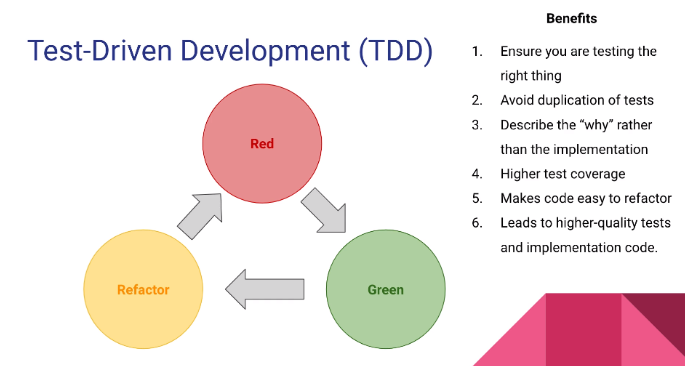 Test-Driven Development (TDD)
Red
Green
Refactor
Benefits
1. Ensure you are testing the
right thing
2. Avoid duplication of tests
3. Describe the “why” rather
than the implementation
4. Higher test coverage
5. Makes code easy to refactor
6. Leads to higher-quality tests
and implementation code.